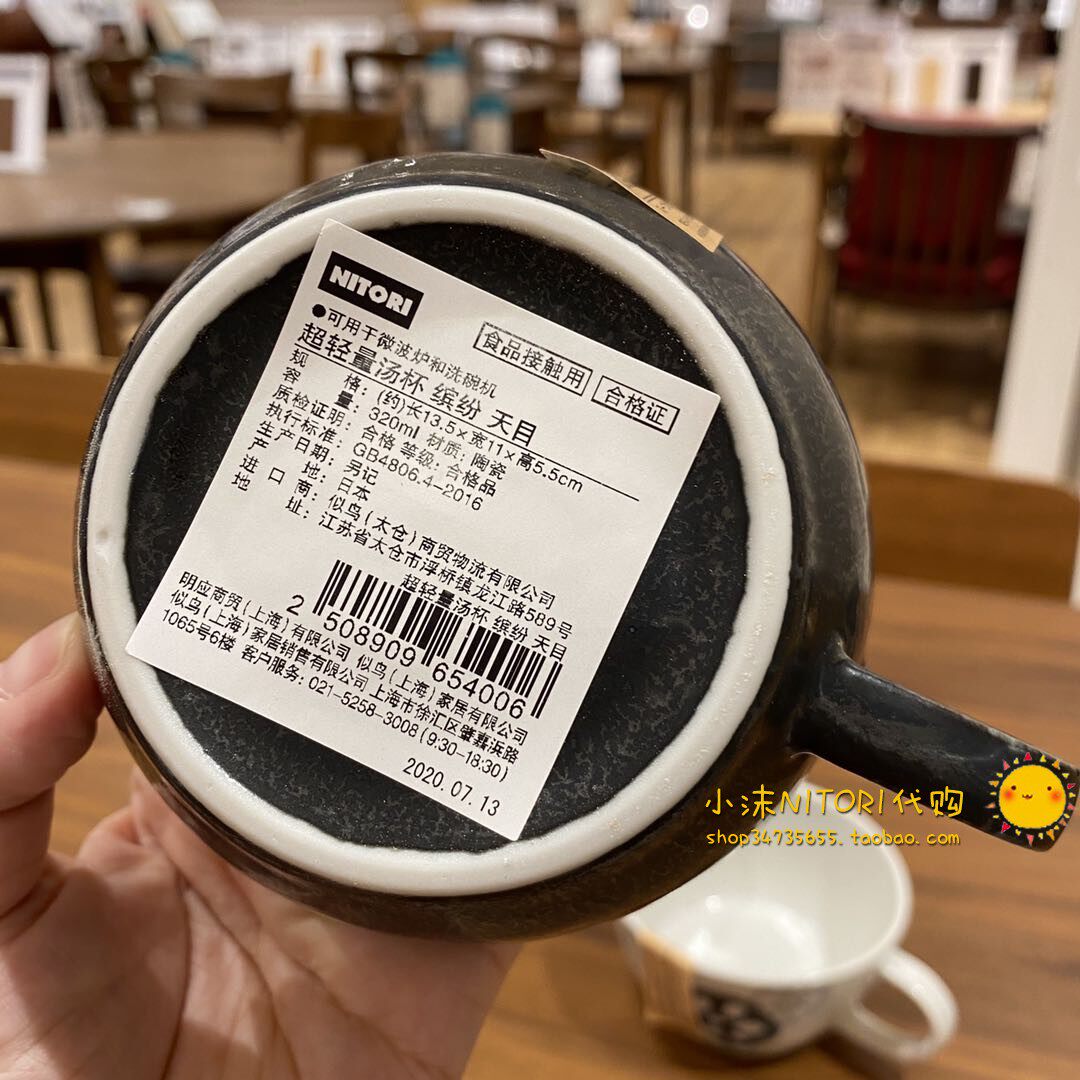 NITORI
●可用于微波炉和洗碗机
食品接触用
合格证
超轻量汤杯 缤纷 天目
规格:(约)长13.5×宽11×高5.5cm
容量:320ml 材质:陶瓷
质检证明:合格 等级:合格品
执行标准:GB4806.4-2016
生产日期:另记
产地:日本
进口商:似鸟(太仓)商贸物流有限公司
地址:江苏省太仓市浮桥镇龙江路589号
超轻量汤杯 缤纷 天目
2 508909 654006
明应商贸(上海)有限公司 似鸟(上海)家居有限公司
似鸟(上海)家居销售有限公司 上海市徐汇区肇嘉浜路
1065号6楼 客户服务:021-5258-3008(9:30-18:30)
2020.07.13
小沫NITORI代购
shop34735655.taobao.com